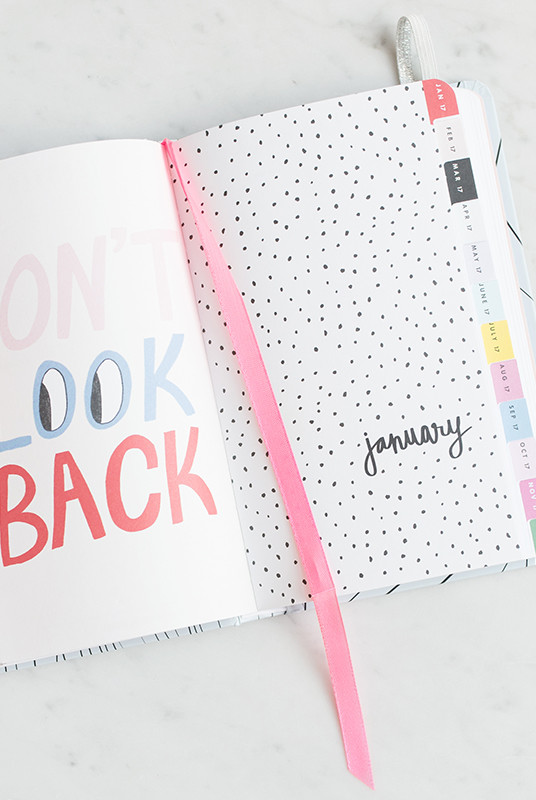 ON'T
LOOK
BACK
january
JAN 17
FEB 17
MAR 17
APR 17
MAY 17
JUNE 17
JULY 17
AUG 17
SEP 17
OCT 17
NOV